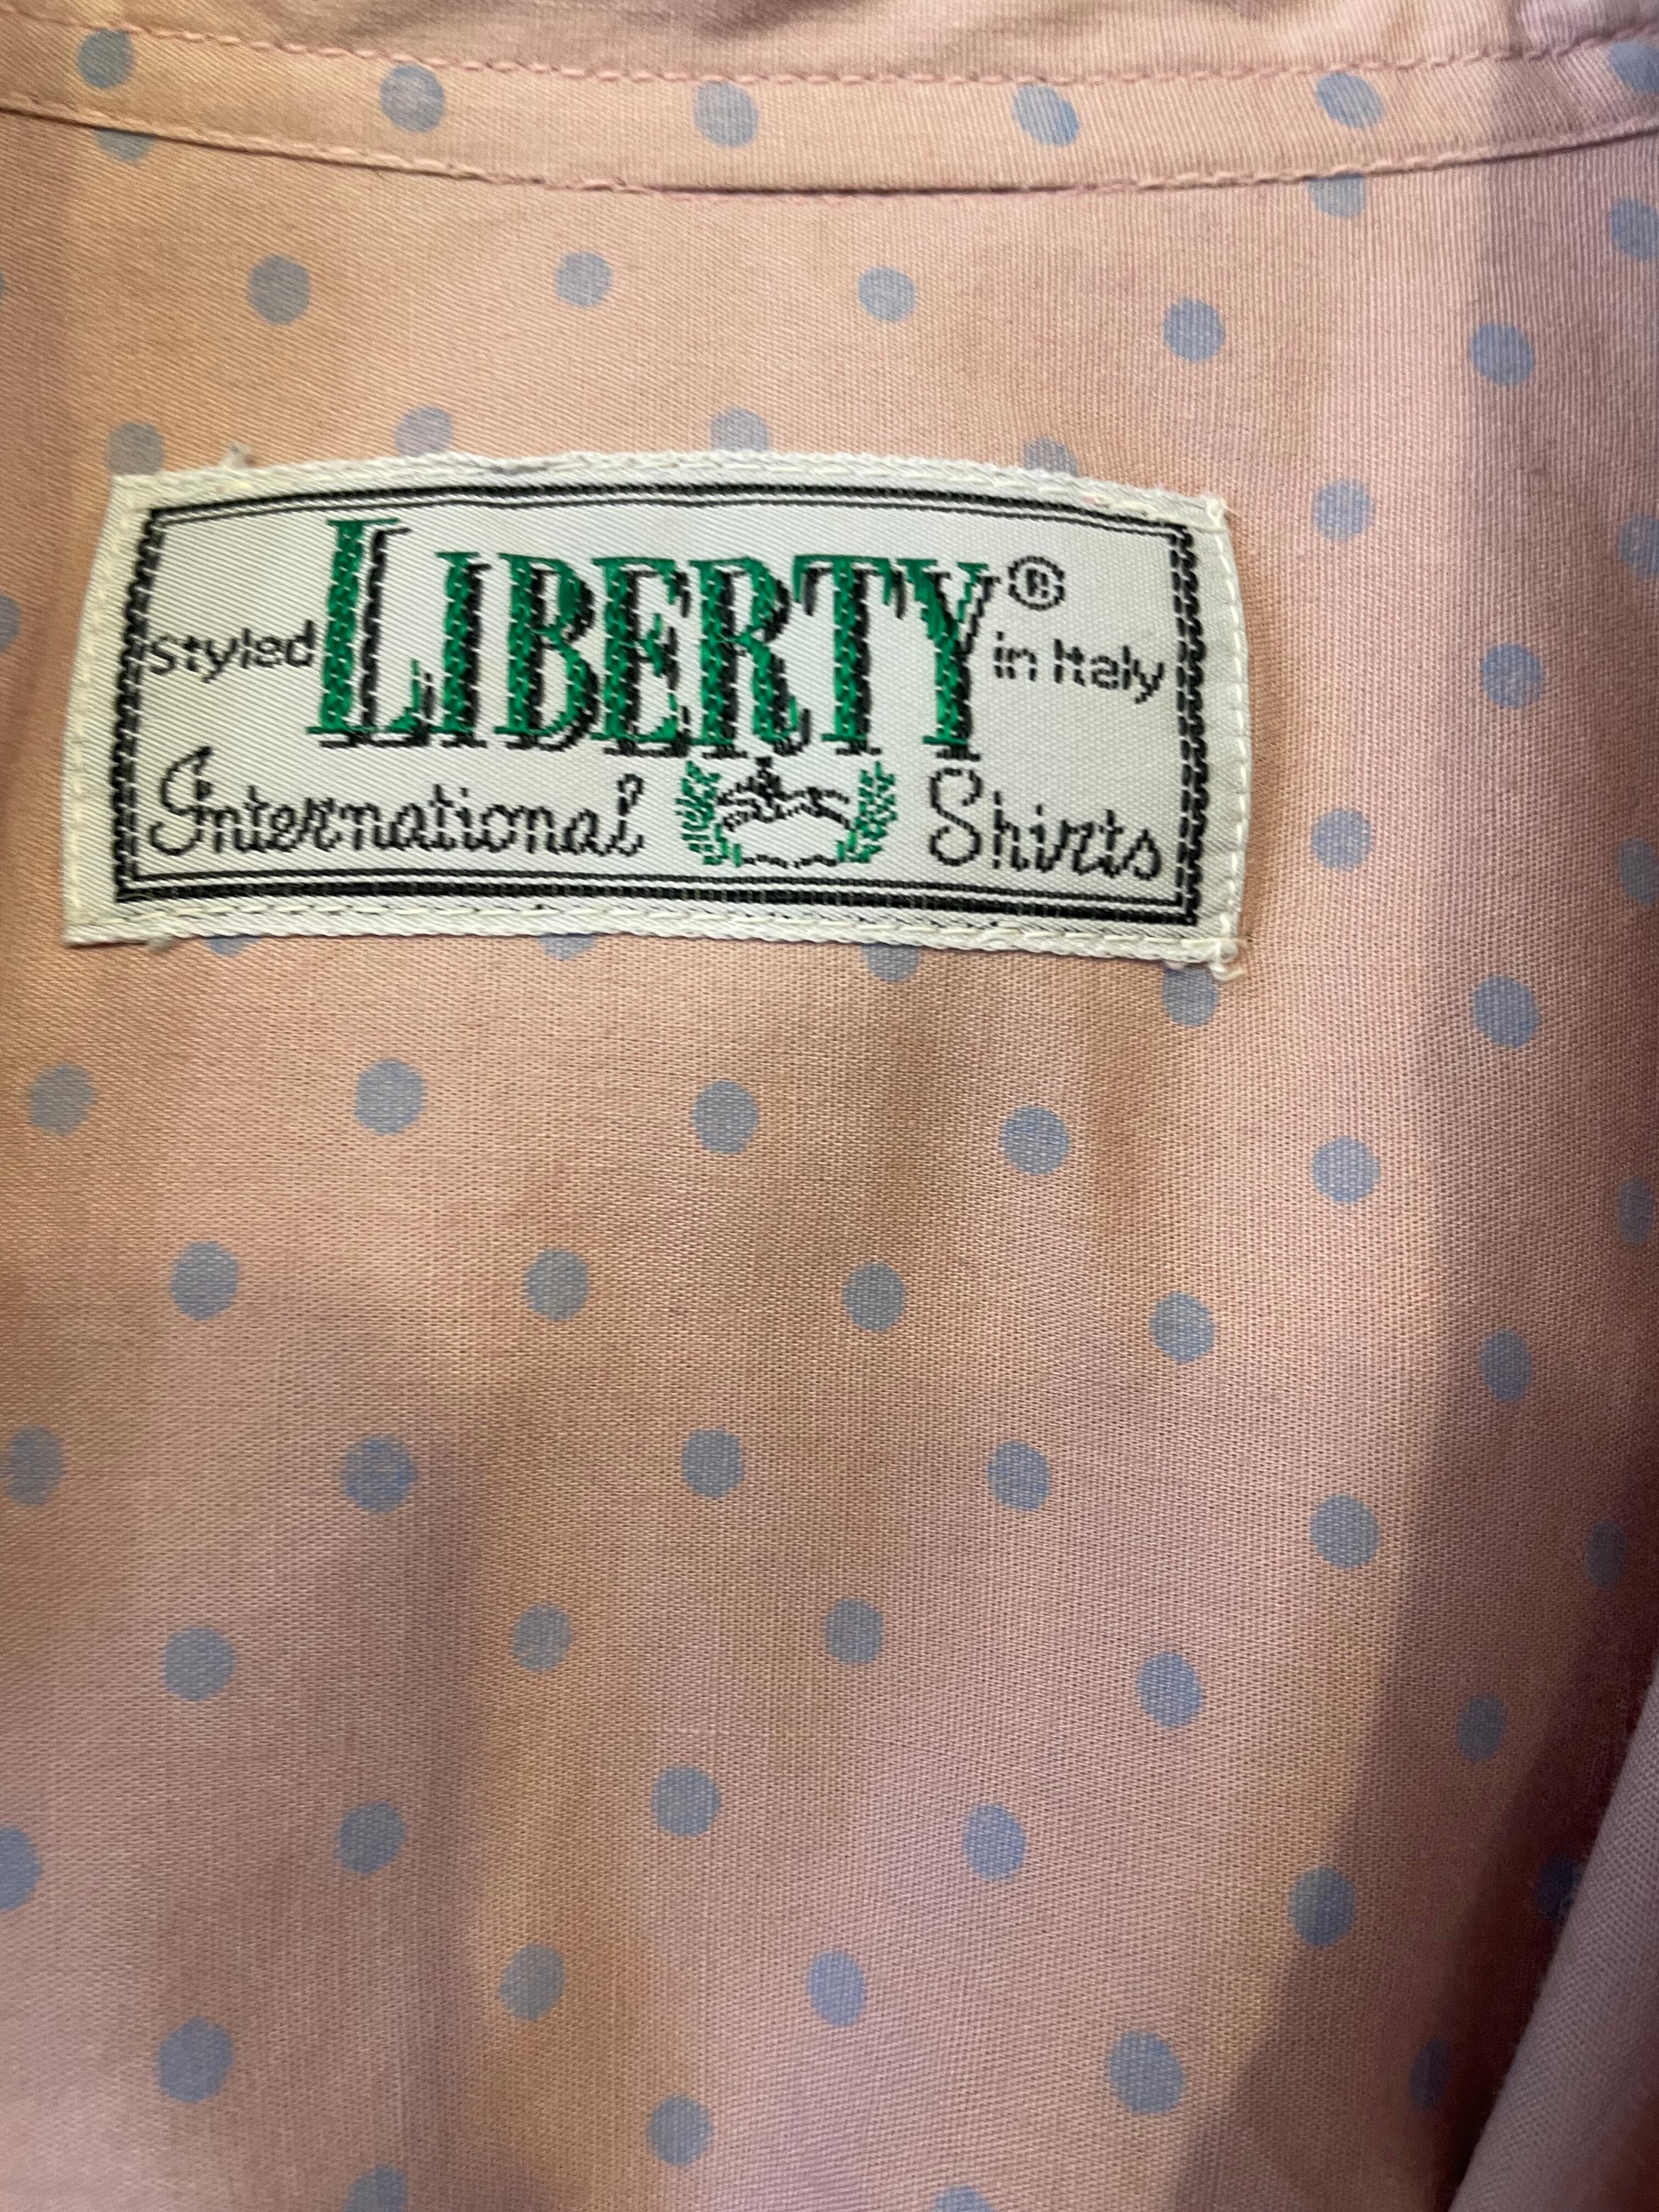 LIBERTY®
Styled in Italy
International Shirts